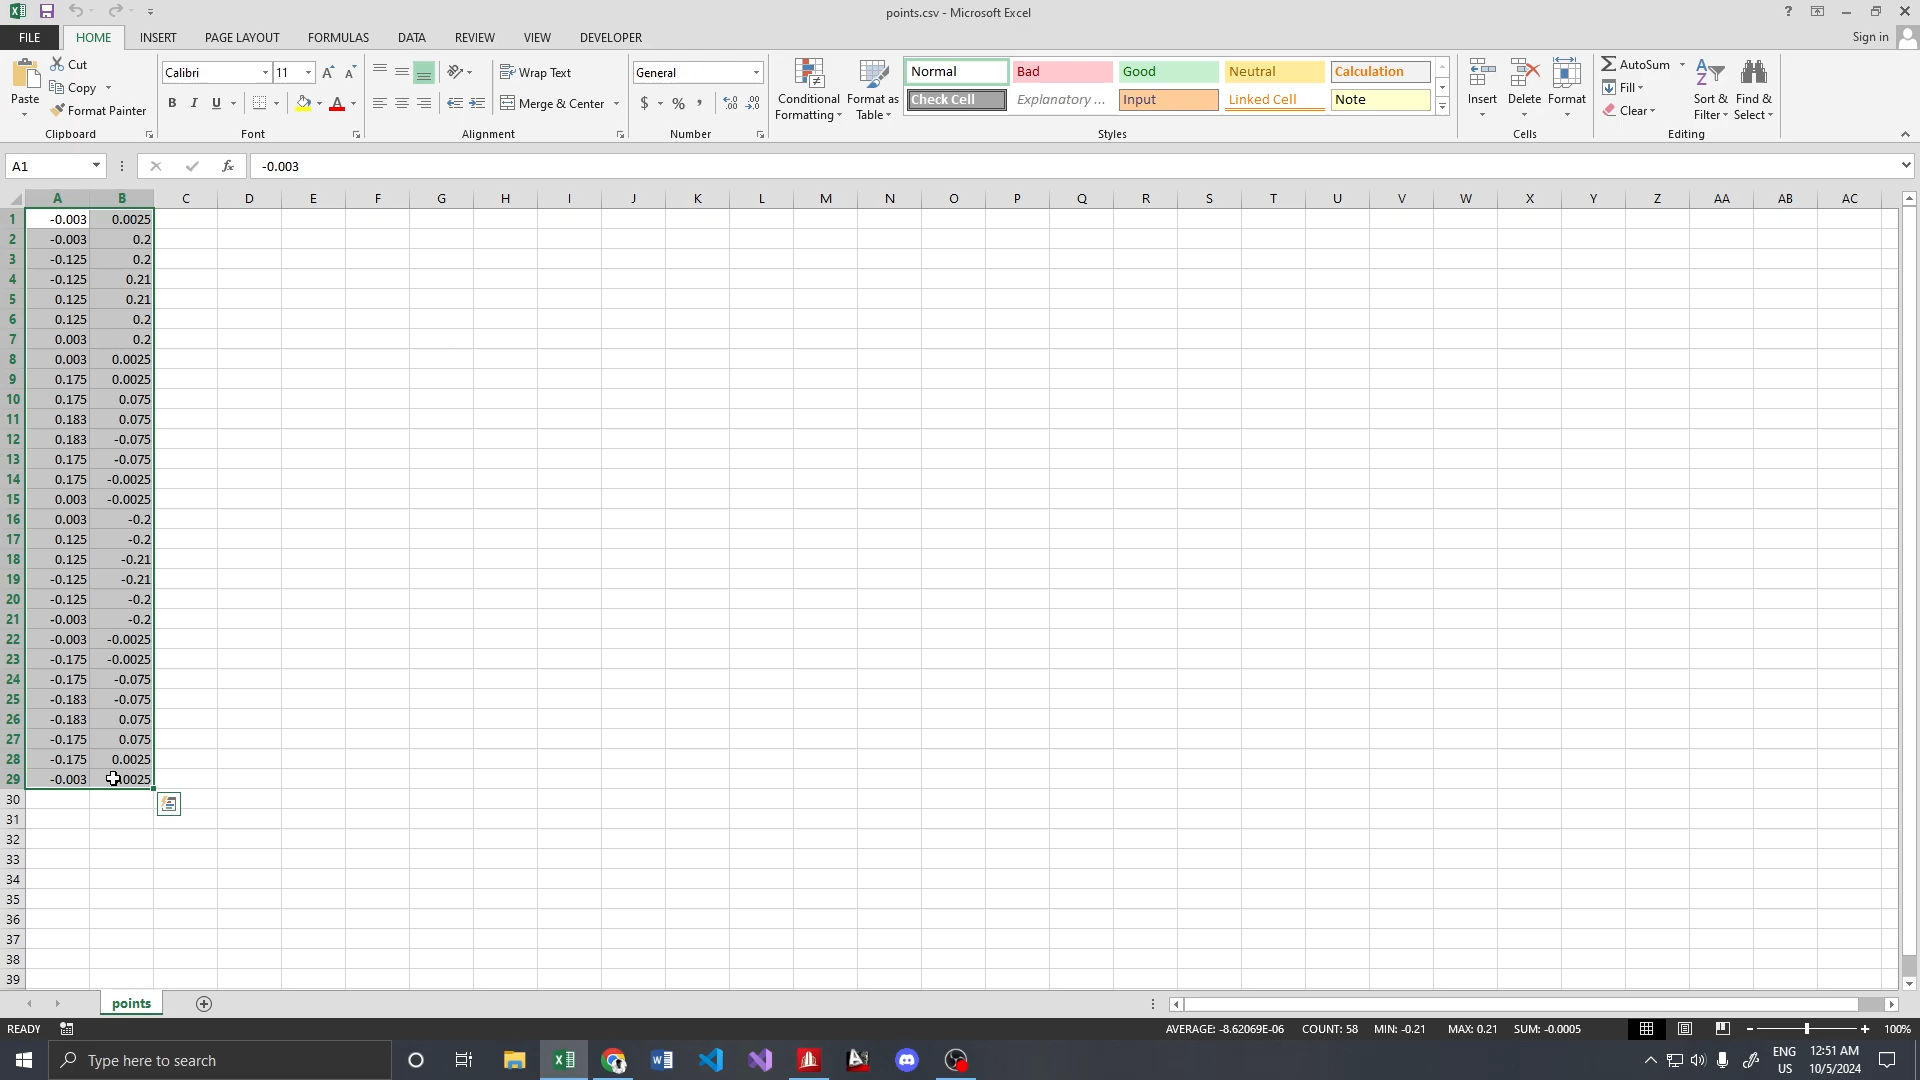 points.csv - Microsoft Excel
?
FILE HOME INSERT PAGE LAYOUT FORMULAS DATA REVIEW VIEW DEVELOPER Sign in
Paste Cut Copy Format Painter Clipboard
Calibri 11 B I U A Font
Wrap Text Merge & Center Alignment
General $ % , Number
Conditional Formatting Format as Table
Normal Bad Good Neutral Calculation
Check Cell Explanatory ... Input Linked Cell Note
Styles
Insert Delete Format Cells
AutoSum Fill Clear Sort & Filter Find & Select Editing
A1 fx -0.003
A B C D E F G H I J K L M N O P Q R S T U V W X Y Z AA AB AC
1 -0.003 0.0025
2 -0.003 0.2
3 -0.125 0.2
4 -0.125 0.21
5 0.125 0.21
6 0.125 0.2
7 0.003 0.2
8 0.003 0.0025
9 0.175 0.0025
10 0.175 0.075
11 0.183 0.075
12 0.183 -0.075
13 0.175 -0.075
14 0.175 -0.0025
15 0.003 -0.0025
16 0.003 -0.2
17 0.125 -0.2
18 0.125 -0.21
19 -0.125 -0.21
20 -0.125 -0.2
21 -0.003 -0.2
22 -0.003 -0.0025
23 -0.175 -0.0025
24 -0.175 -0.075
25 -0.183 -0.075
26 -0.183 0.075
27 -0.175 0.075
28 -0.175 0.0025
29 -0.003 0.0025
30
31
32
33
34
35
36
37
38
39
points
READY AVERAGE: -8.62069E-06 COUNT: 58 MIN: -0.21 MAX: 0.21 SUM: -0.0005 100%
Type here to search ENG US 12:51 AM 10/5/2024